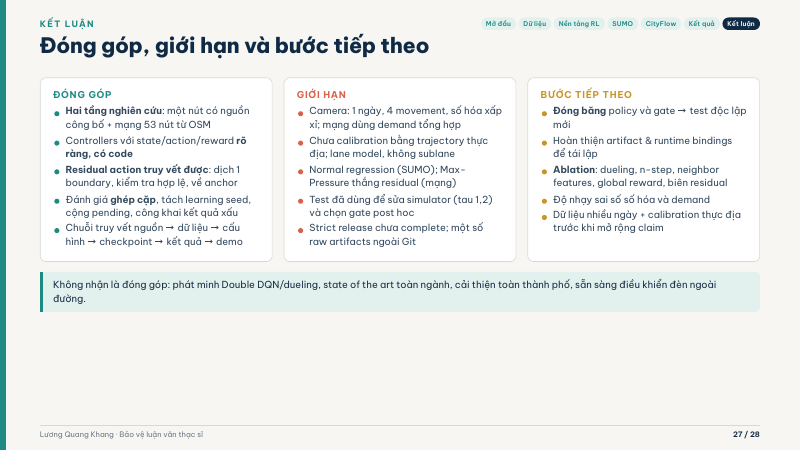 KẾT LUẬN
Mở đầu Dữ liệu Nền tảng RL SUMO CityFlow Kết quả Kết luận
Đóng góp, giới hạn và bước tiếp theo
ĐÓNG GÓP
Hai tầng nghiên cứu: một nút có nguồn
công bố + mạng 53 nút từ OSM
Controllers với state/action/reward rõ
ràng, có code
Residual action truy vết được: dịch 1
boundary, kiểm tra hợp lệ, về anchor
Đánh giá ghép cặp, tách learning seed,
cộng pending, công khai kết quả xấu
Chuỗi truy vết nguồn → dữ liệu → cấu
hình → checkpoint → kết quả → demo
GIỚI HẠN
Camera: 1 ngày, 4 movement, số hóa xấp
xỉ; mạng dùng demand tổng hợp
Chưa calibration bằng trajectory thực
địa; lane model, không sublane
Normal regression (SUMO); Max-
Pressure thắng residual (mạng)
Test đã dùng để sửa simulator (tau 1,2)
và chọn gate post hoc
Strict release chưa complete; một số
raw artifacts ngoài Git
BƯỚC TIẾP THEO
Đóng băng policy và gate → test độc lập
mới
Hoàn thiện artifact & runtime bindings
để tái lập
Ablation: dueling, n-step, neighbor
features, global reward, biên residual
Độ nhạy sai số số hóa và demand
Dữ liệu nhiều ngày + calibration thực địa
trước khi mở rộng claim
Không nhận là đóng góp: phát minh Double DQN/dueling, state of the art toàn ngành, cải thiện toàn thành phố, sẵn sàng điều khiển đèn ngoài
đường.
Lương Quang Khang · Bảo vệ luận văn thạc sĩ
27 / 28